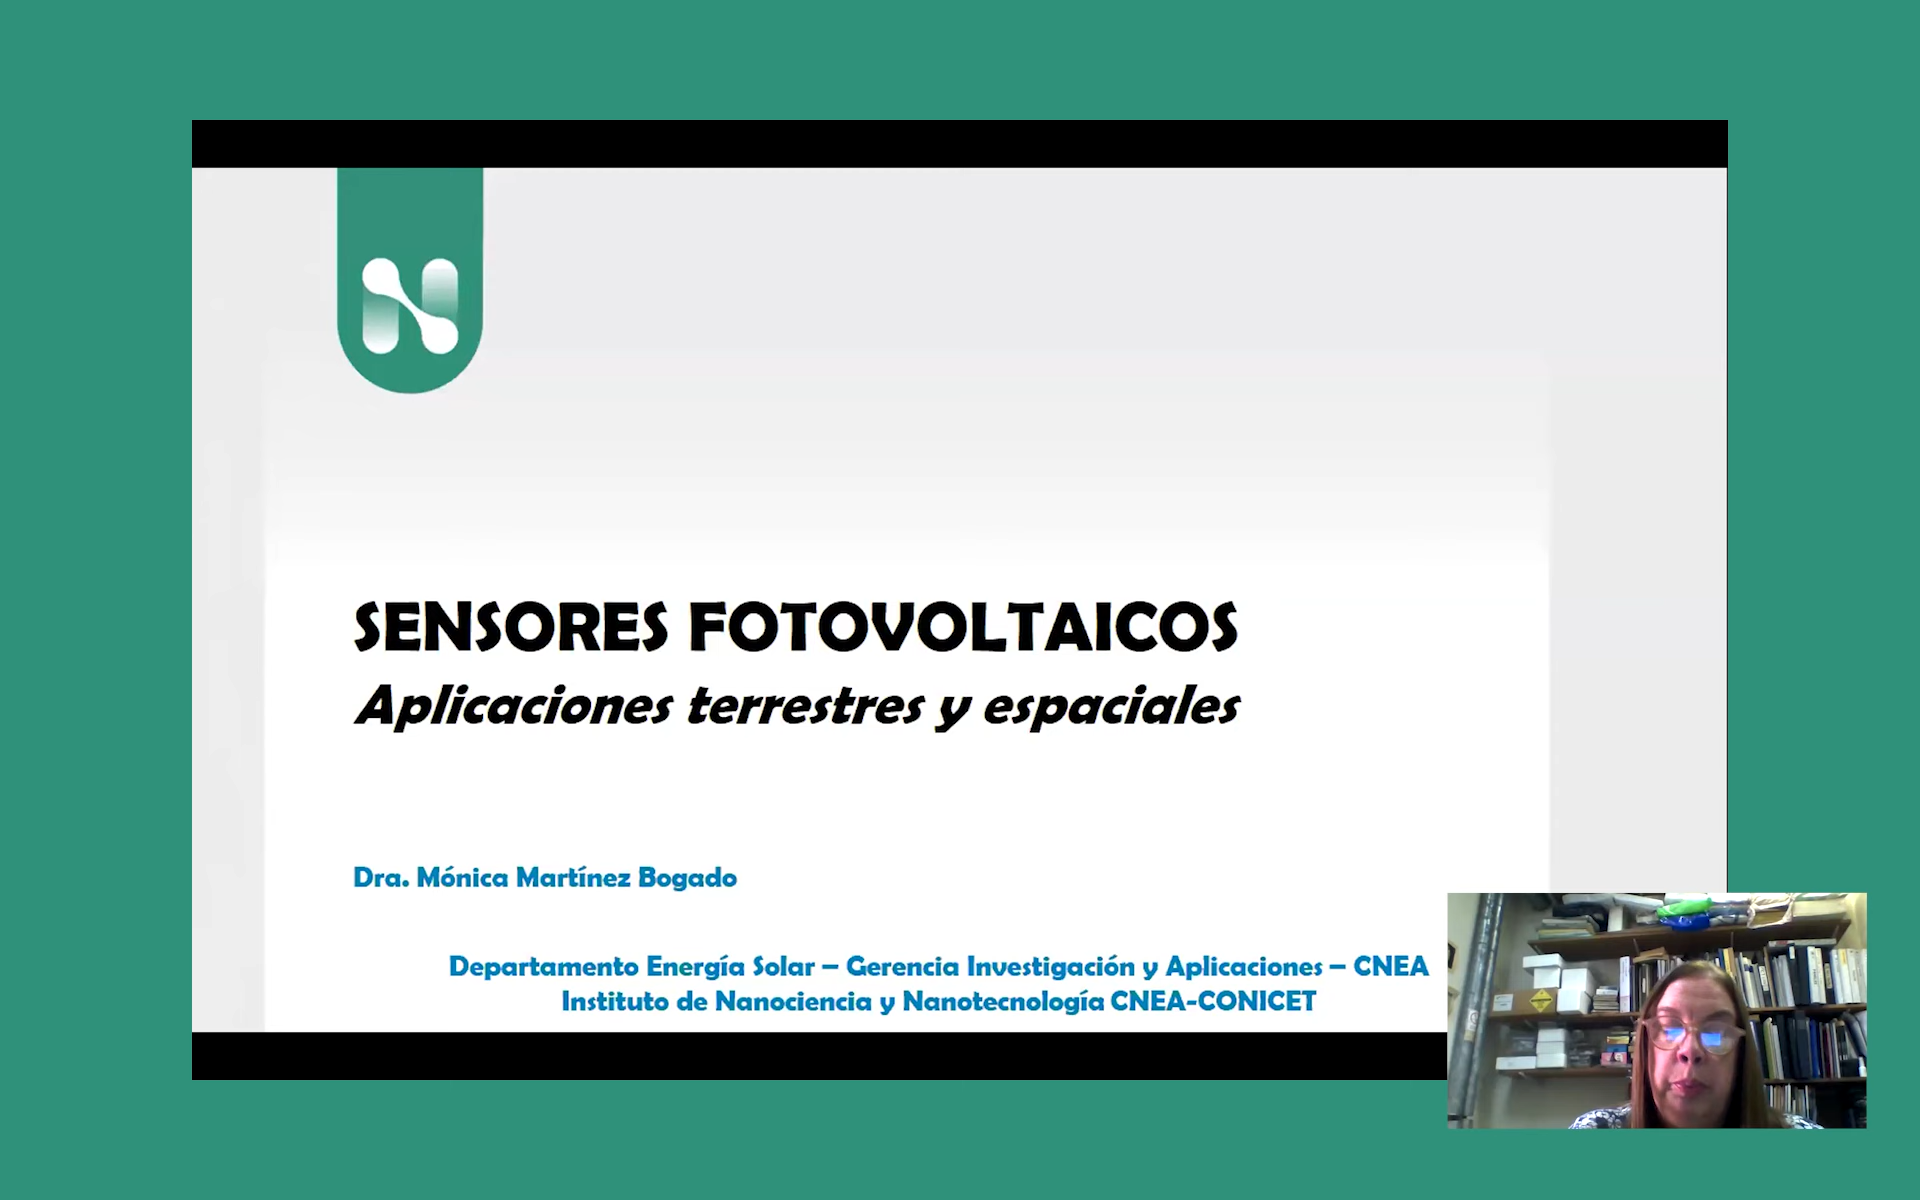 SENSORES FOTOVOLTAICOS
Aplicaciones terrestres y espaciales
Dra. Mónica Martínez Bogado
Departamento Energía Solar – Gerencia Investigación y Aplicaciones – CNEA
Instituto de Nanociencia y Nanotecnología CNEA-CONICET